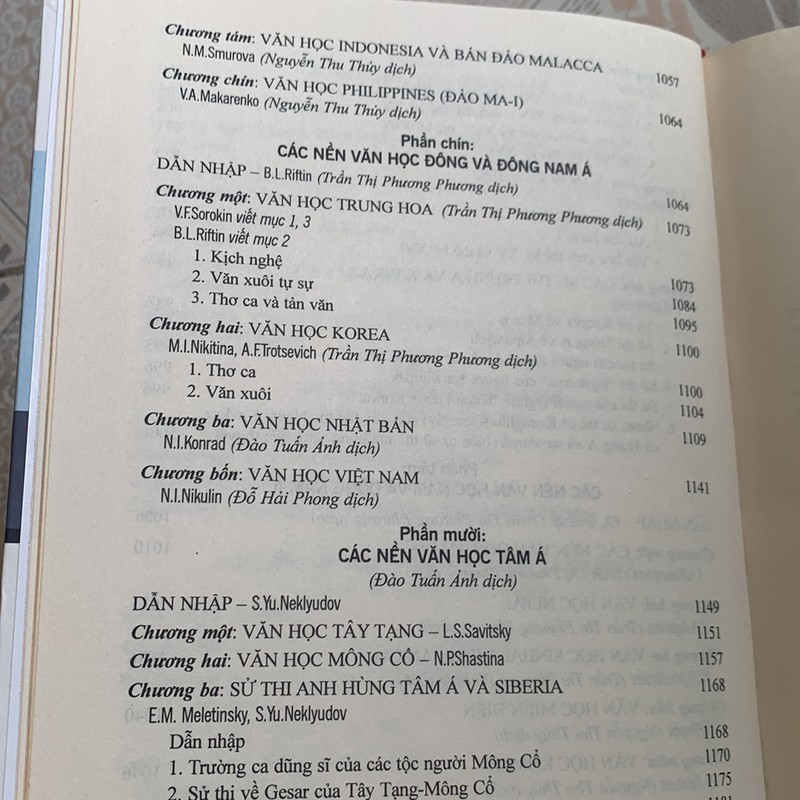 Chương tám: VĂN HỌC INDONESIA VÀ BÁN ĐẢO MALACCA 1057
N.M.Smurova (Nguyễn Thu Thủy dịch)
Chương chín: VĂN HỌC PHILIPPINES (ĐẢO MA-I) 1064
V.A.Makarenko (Nguyễn Thu Thủy dịch)
Phần chín:
CÁC NỀN VĂN HỌC ĐÔNG VÀ ĐÔNG NAM Á
DẪN NHẬP – B.L.Riftin (Trần Thị Phương Phương dịch) 1064
Chương một: VĂN HỌC TRUNG HOA (Trần Thị Phương Phương dịch) 1073
V.F.Sorokin viết mục 1, 3
B.L.Riftin viết mục 2
1. Kịch nghệ 1073
2. Văn xuôi tự sự 1084
3. Thơ ca và tản văn 1095
Chương hai: VĂN HỌC KOREA 1100
M.I.Nikitina, A.F.Trotsevich (Trần Thị Phương Phương dịch)
1. Thơ ca 1100
2. Văn xuôi 1104
Chương ba: VĂN HỌC NHẬT BẢN 1109
N.I.Konrad (Đào Tuấn Ảnh dịch)
Chương bốn: VĂN HỌC VIỆT NAM 1141
N.I.Nikulin (Đỗ Hải Phong dịch)
Phần mười:
CÁC NỀN VĂN HỌC TÂM Á
(Đào Tuấn Ảnh dịch)
DẪN NHẬP – S.Yu.Neklyudov 1149
Chương một: VĂN HỌC TÂY TẠNG – L.S.Savitsky 1151
Chương hai: VĂN HỌC MÔNG CỔ – N.P.Shastina 1157
Chương ba: SỬ THI ANH HÙNG TÂM Á VÀ SIBERIA 1168
E.M. Meletinsky, S.Yu.Neklyudov
Dẫn nhập 1168
1. Trường ca dũng sĩ của các tộc người Mông Cổ 1170
2. Sử thi về Gesar của Tây Tạng-Mông Cổ 1175